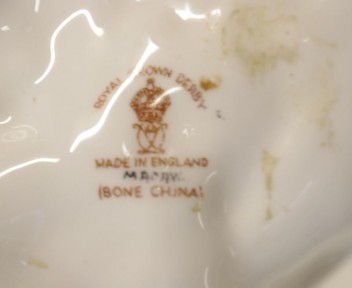 ROYAL CROWN DERBY
MADE IN ENGLAND
(BONE CHINA)